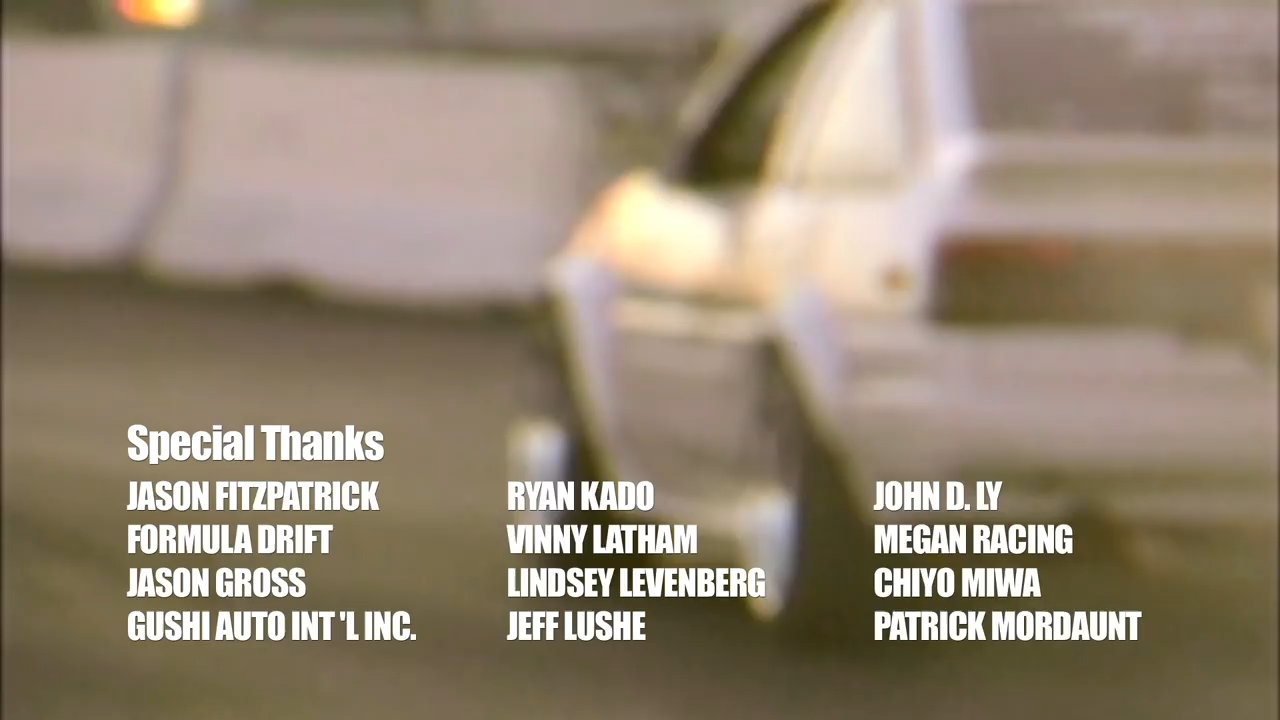 Special Thanks
JASON FITZPATRICK
FORMULA DRIFT
JASON GROSS
GUSHI AUTO INT 'L INC.
RYAN KADO
VINNY LATHAM
LINDSEY LEVENBERG
JEFF LUSHE
JOHN D. LY
MEGAN RACING
CHIYO MIWA
PATRICK MORDAUNT